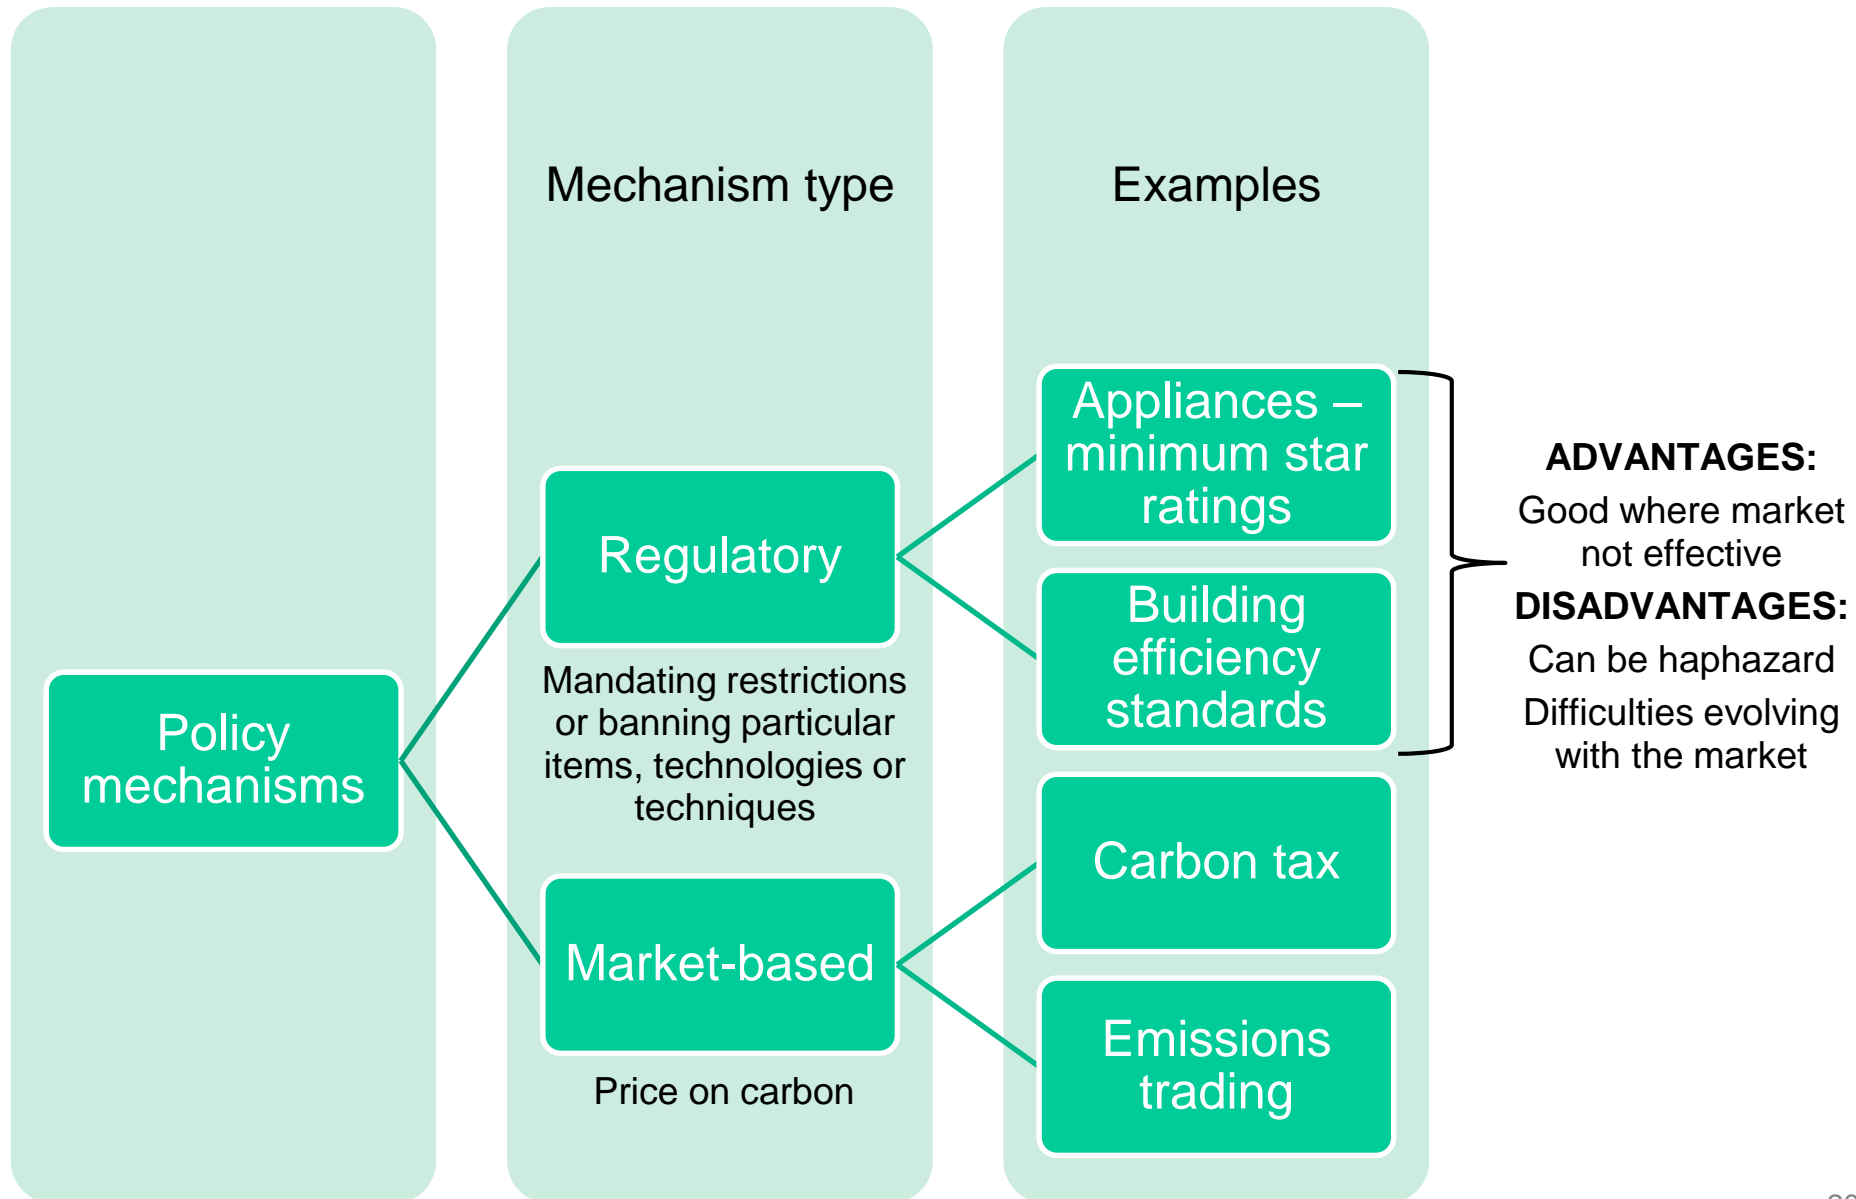 Mechanism type
Examples
Policy
mechanisms
Regulatory
Mandating restrictions
or banning particular
items, technologies or
techniques
Market-based
Price on carbon
Appliances –
minimum star
ratings
Building
efficiency
standards
Carbon tax
Emissions
trading
ADVANTAGES:
Good where market
not effective
DISADVANTAGES:
Can be haphazard
Difficulties evolving
with the market